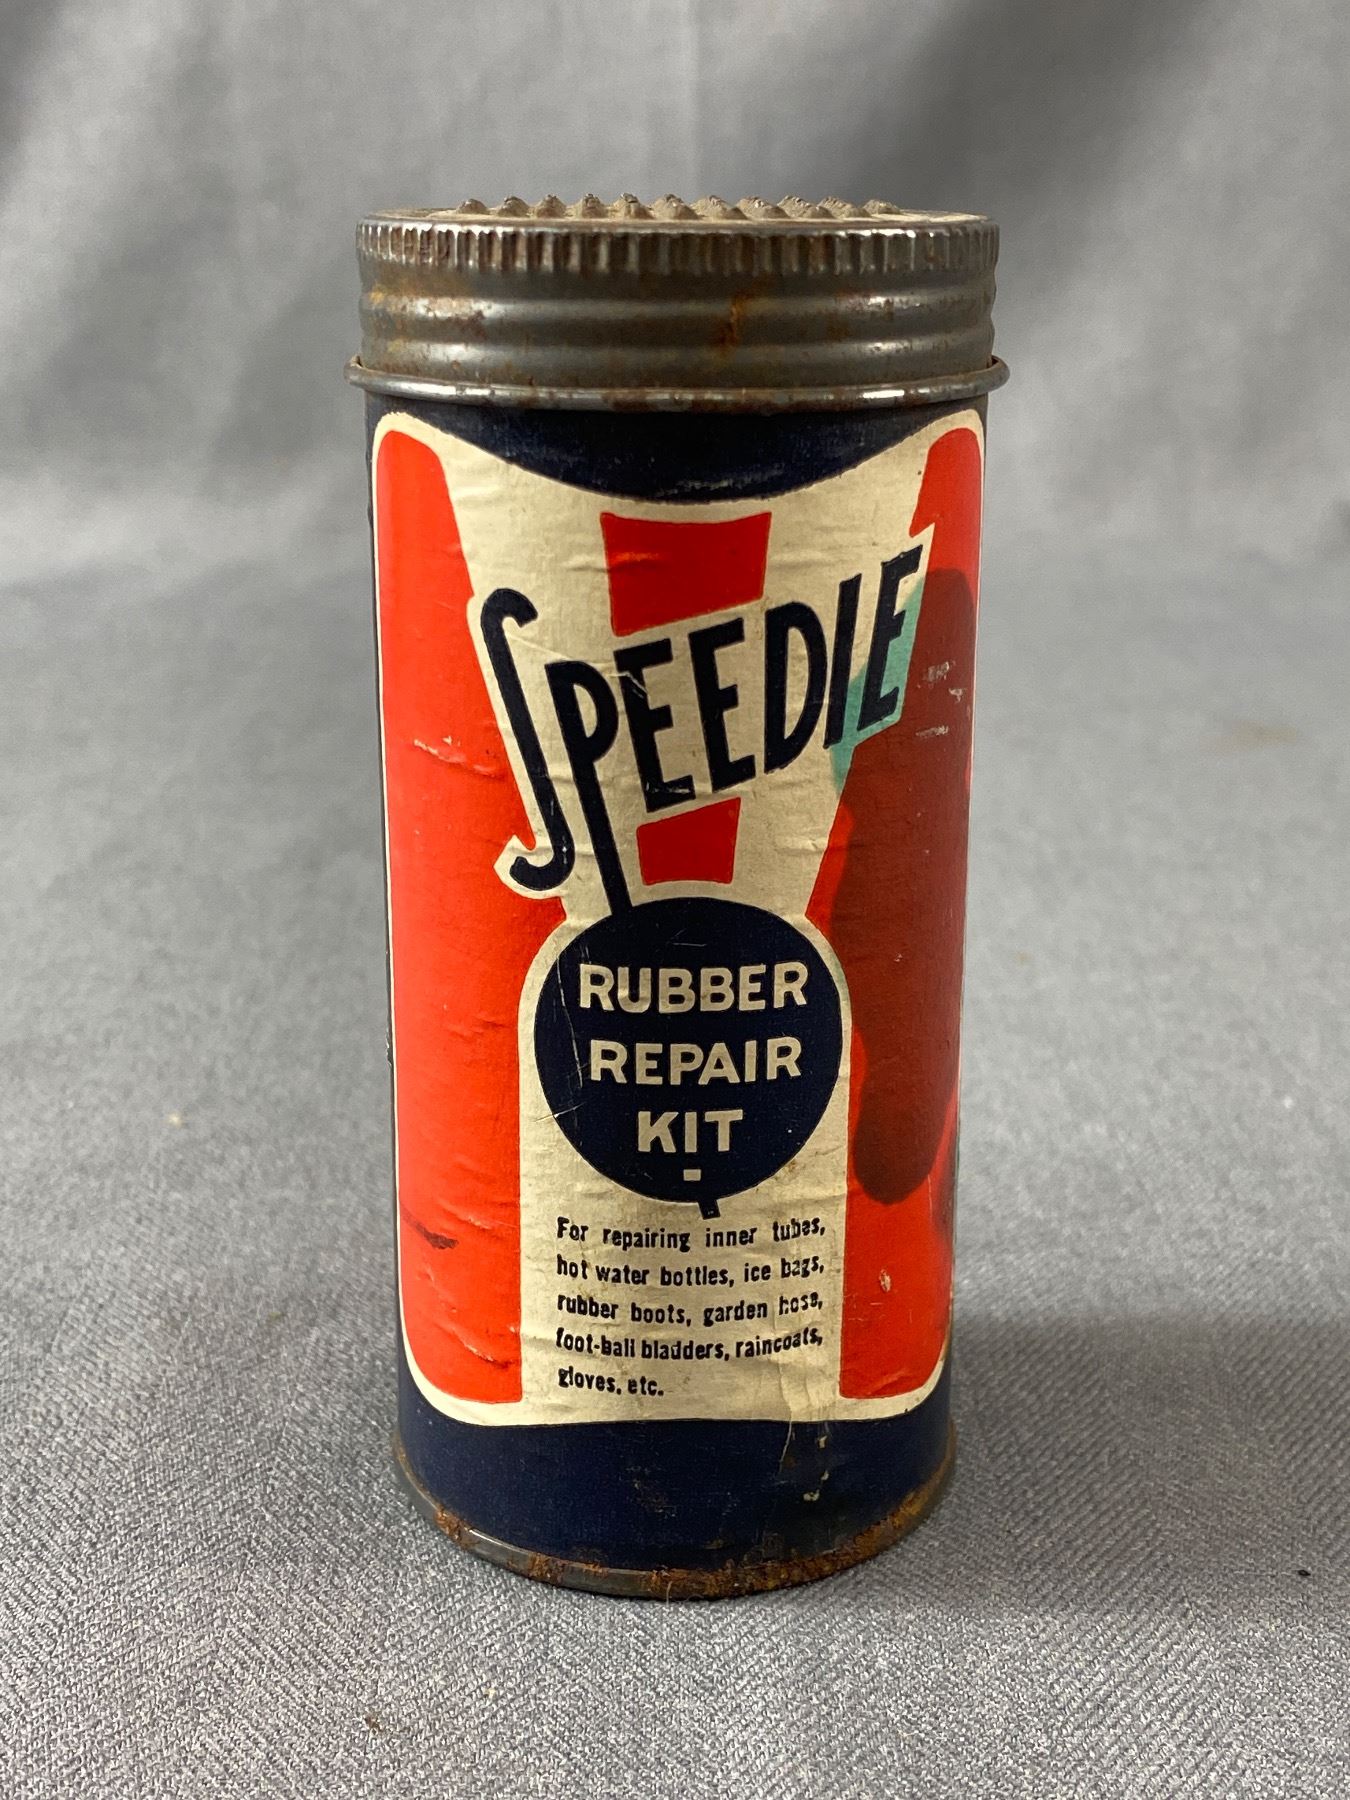 SPEEDIE
RUBBER
REPAIR
KIT
For repairing inner tubes,
hot water bottles, ice bags,
rubber boots, garden hose,
foot-ball bladders, raincoats,
gloves, etc.